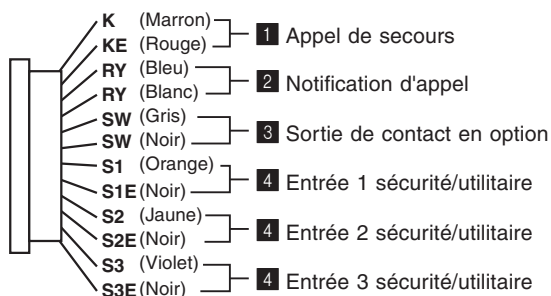 K (Marron)
KE (Rouge)
1 Appel de secours
RY (Bleu)
RY (Blanc)
2 Notification d'appel
SW (Gris)
SW (Noir)
3 Sortie de contact en option
S1 (Orange)
S1E (Noir)
4 Entrée 1 sécurité/utilitaire
S2 (Jaune)
S2E (Noir)
4 Entrée 2 sécurité/utilitaire
S3 (Violet)
S3E (Noir)
4 Entrée 3 sécurité/utilitaire